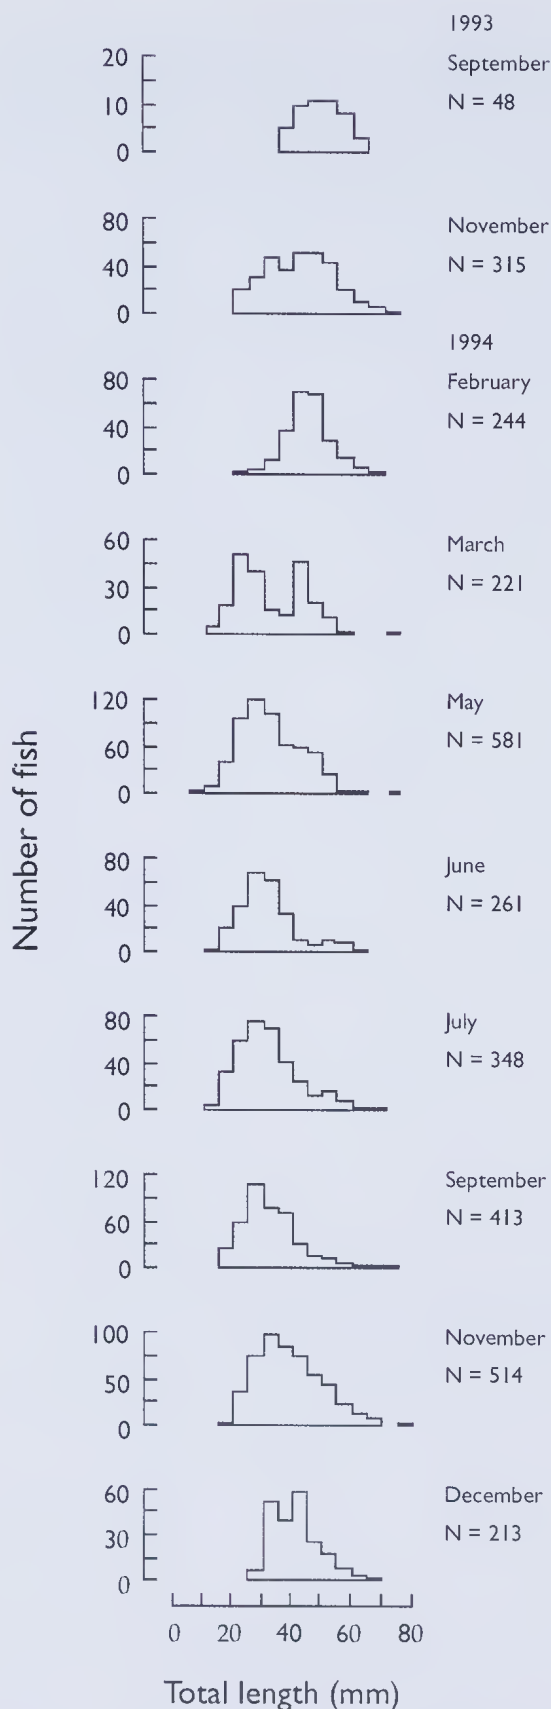 1993
September
N = 48
20
10
0
November
N = 315
80
40
0
1994
February
N = 244
80
40
0
March
N = 221
60
30
0
May
N = 581
120
60
0
Number of fish
June
N = 261
80
40
0
July
N = 348
80
40
0
September
N = 413
120
60
0
November
N = 514
100
50
0
December
N = 213
60
30
0
0 20 40 60 80
Total length (mm)